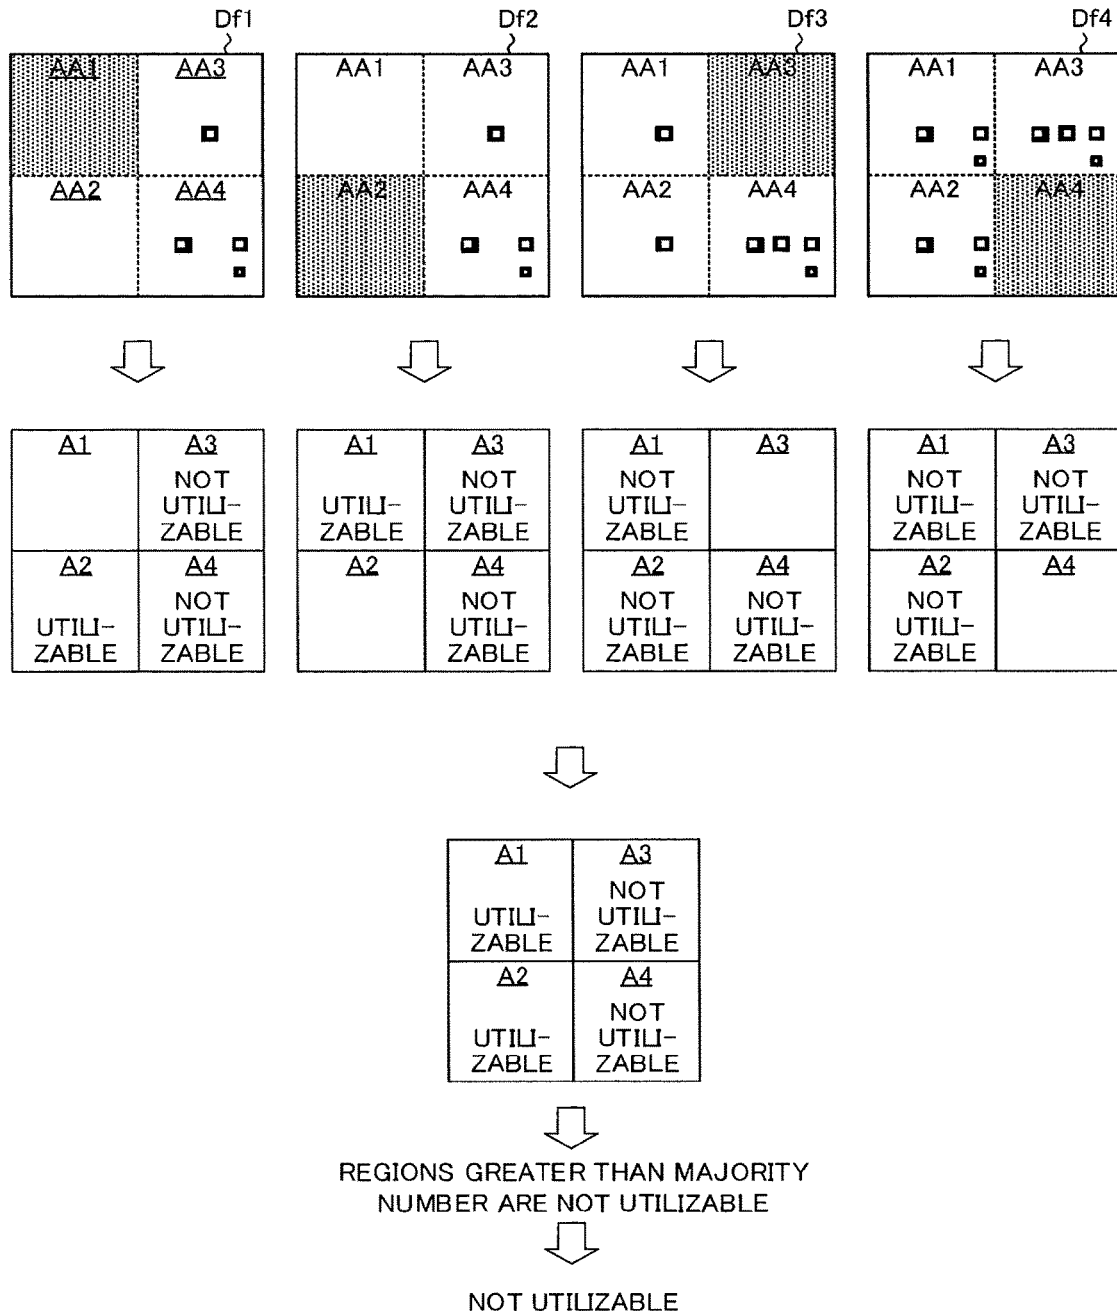 Df1 Df2 Df3 Df4
AA1 AA3 AA1 AA3 AA1 AA3 AA1 AA3
AA2 AA4 AA2 AA4 AA2 AA4 AA2 AA4
A1 A3 A1 A3 A1 A3 A1 A3
NOT NOT NOT NOT NOT
UTILI- UTILI- UTILI- UTILI- UTILI- UTILI-
ZABLE ZABLE ZABLE ZABLE ZABLE ZABLE
A2 A4 A2 A4 A2 A4 A2 A4
NOT NOT NOT NOT NOT
UTILI- UTILI- UTILI- UTILI- UTILI- UTILI-
ZABLE ZABLE ZABLE ZABLE ZABLE ZABLE
A1 A3
NOT
UTILI- UTILI-
ZABLE ZABLE
A2 A4
NOT
UTILI- UTILI-
ZABLE ZABLE
REGIONS GREATER THAN MAJORITY
NUMBER ARE NOT UTILIZABLE
NOT UTILIZABLE